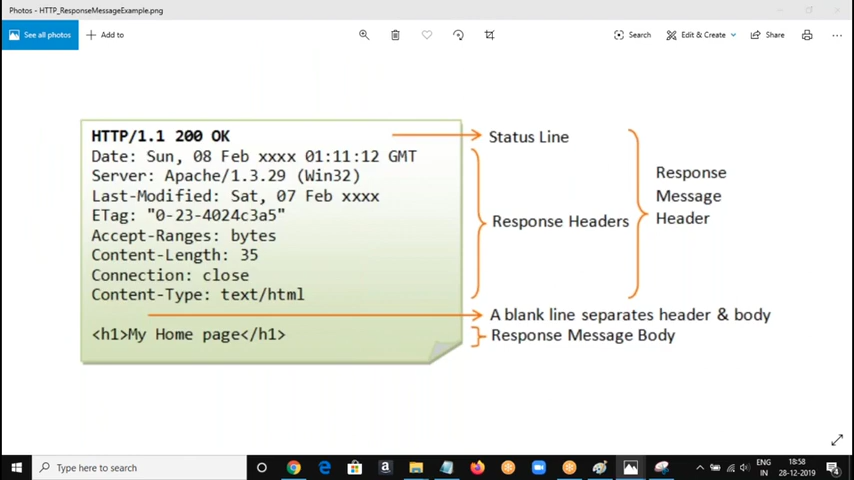 Photos - HTTP_ResponseMessageExample.png
See all photos
Add to
Search
Edit & Create
Share
HTTP/1.1 200 OK
Date: Sun, 08 Feb xxxx 01:11:12 GMT
Server: Apache/1.3.29 (Win32)
Last-Modified: Sat, 07 Feb xxxx
ETag: "0-23-4024c3a5"
Accept-Ranges: bytes
Content-Length: 35
Connection: close
Content-Type: text/html
<h1>My Home page</h1>
Status Line
Response Headers
Response
Message
Header
A blank line separates header & body
Response Message Body
Type here to search
ENG
IN
18:58
28-12-2019
4